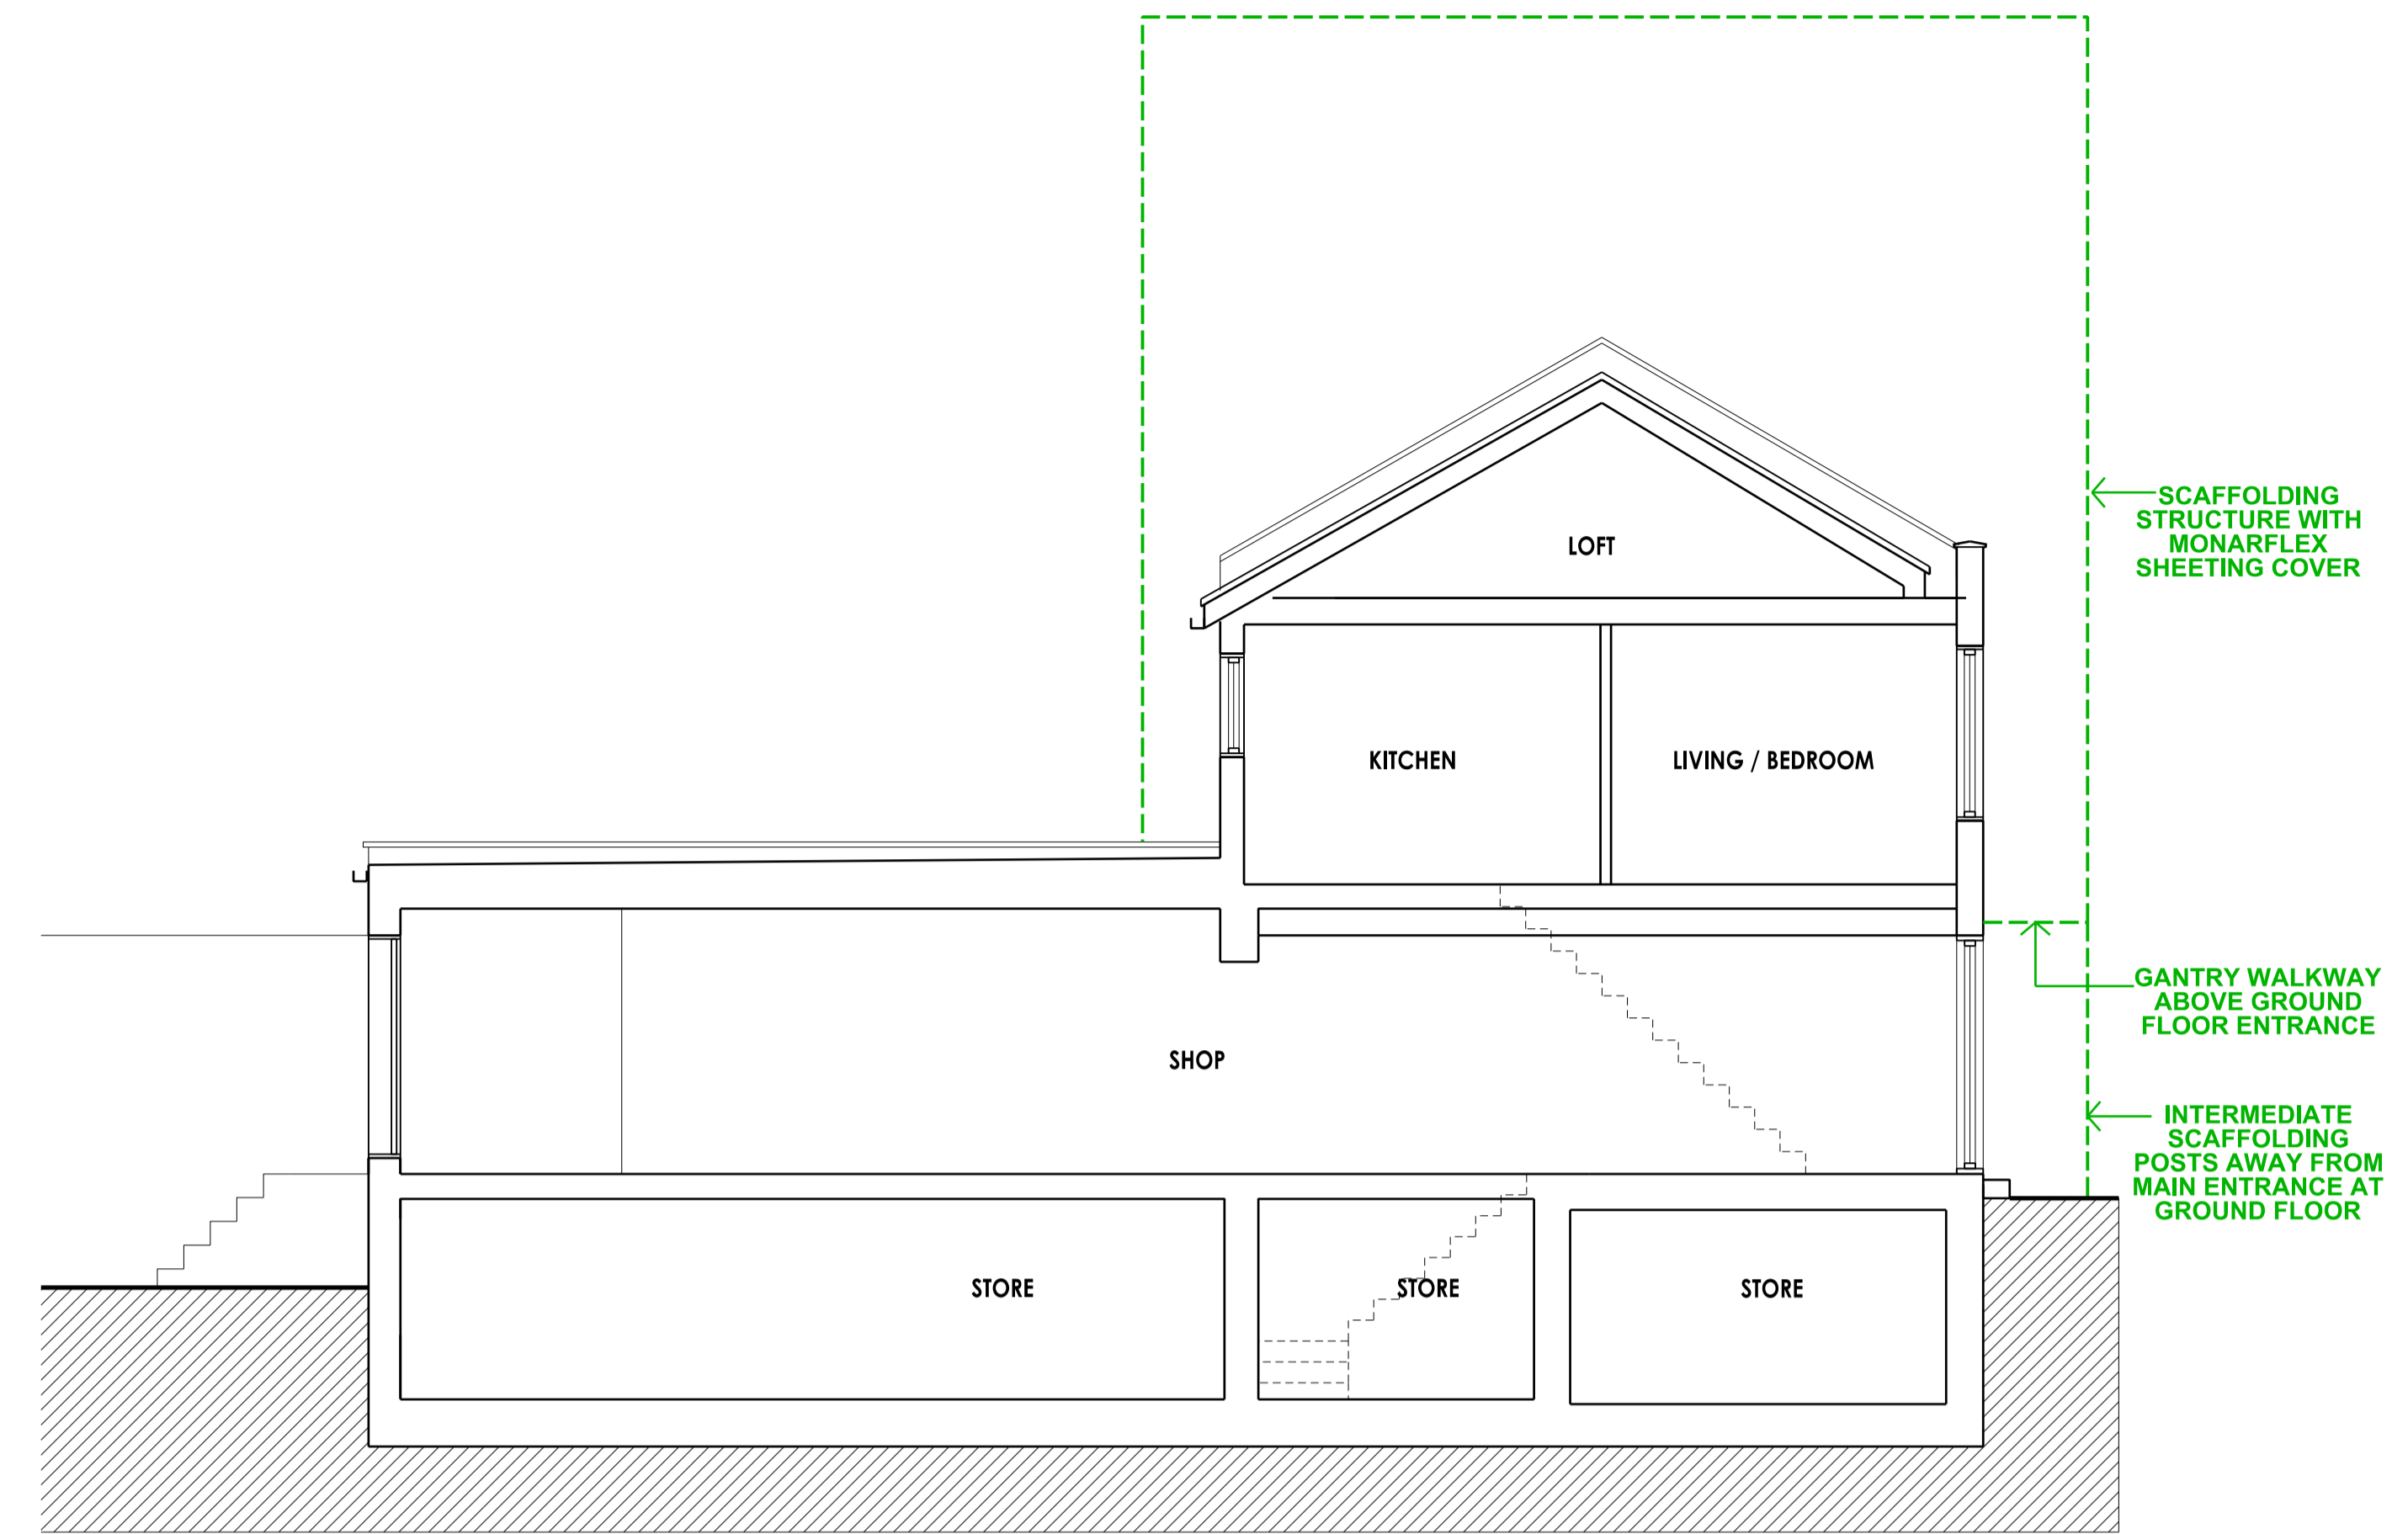 SCAFFOLDING
STRUCTURE WITH
MONARFLEX
SHEETING COVER
LOFT
KITCHEN
LIVING / BEDROOM
GANTRY WALKWAY
ABOVE GROUND
FLOOR ENTRANCE
SHOP
INTERMEDIATE
SCAFFOLDING
POSTS AWAY FROM
MAIN ENTRANCE AT
GROUND FLOOR
STORE
STORE
STORE